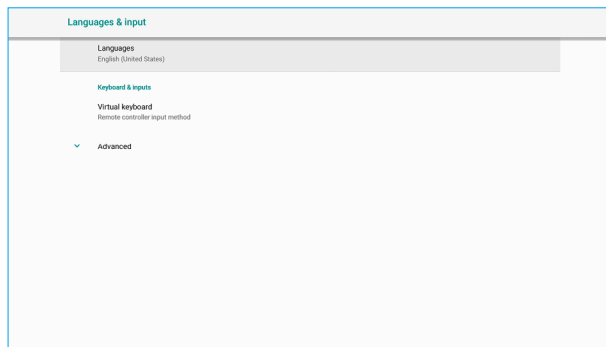 Languages & input
Languages
English (United States)
Keyboard & inputs
Virtual keyboard
Remote controller input method
Advanced